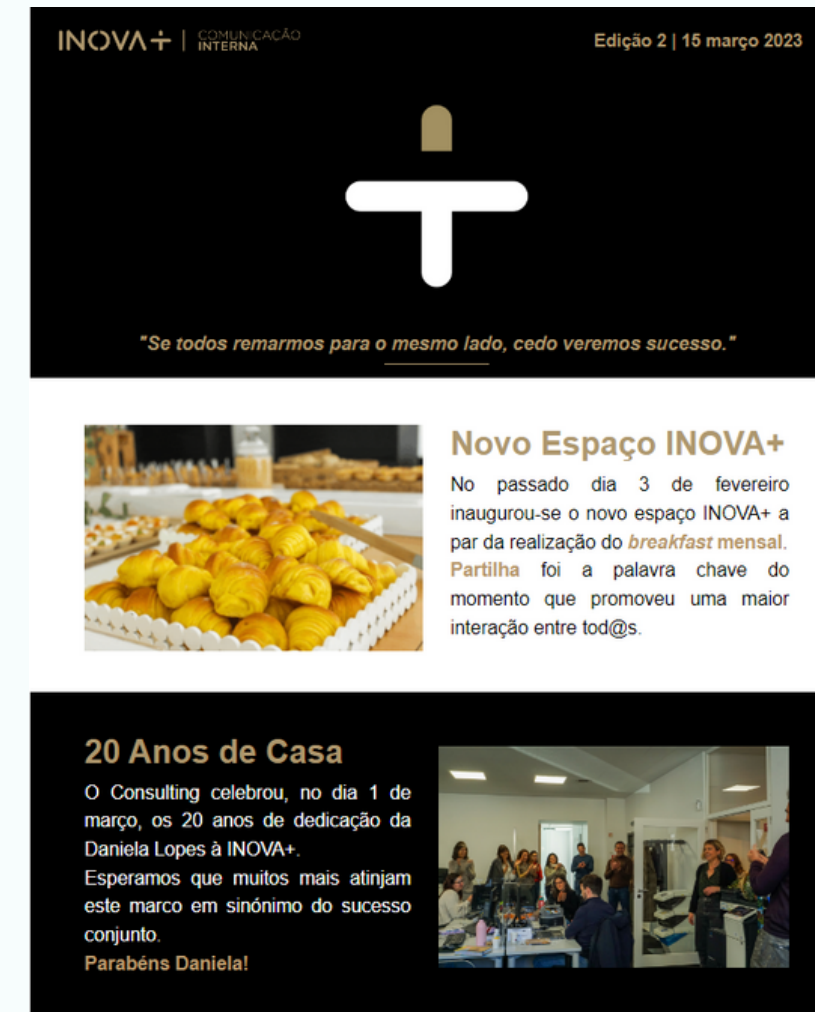 INOVA+ | COMUNICAÇÃO
INTERNA
Edição 2 | 15 março 2023
"Se todos remarmos para o mesmo lado, cedo veremos sucesso."
Novo Espaço INOVA+
No passado dia 3 de fevereiro
inaugurou-se o novo espaço INOVA+ a
par da realização do breakfast mensal.
Partilha foi a palavra chave do
momento que promoveu uma maior
interação entre tod@s.
20 Anos de Casa
O Consulting celebrou, no dia 1 de
março, os 20 anos de dedicação da
Daniela Lopes à INOVA+.
Esperamos que muitos mais atinjam
este marco em sinónimo do sucesso
conjunto.
Parabéns Daniela!